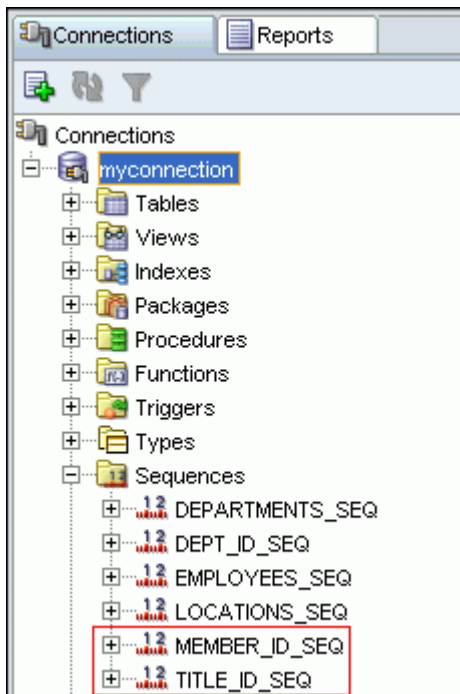 Connections Reports
Connections
myconnection
Tables
Views
Indexes
Packages
Procedures
Functions
Triggers
Types
Sequences
DEPARTMENTS_SEQ
DEPT_ID_SEQ
EMPLOYEES_SEQ
LOCATIONS_SEQ
MEMBER_ID_SEQ
TITLE_ID_SEQ